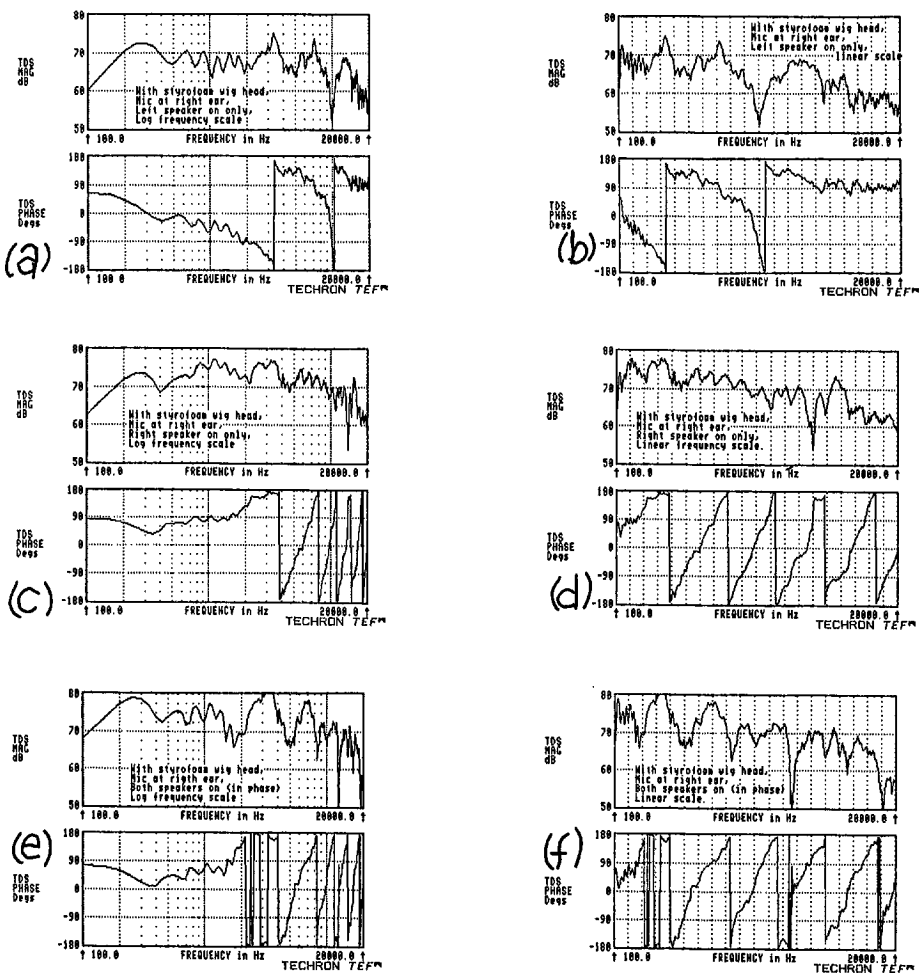 80
70
60
50
TDS
MAG
dB
With styrofoam wig head,
Mic at right ear,
Left speaker on only,
Log frequency scale
↑ 100.0 FREQUENCY in Hz 20000.0 ↑
180
90
0
-90
-180
TDS
PHASE
Degs
(a)
↑ 100.0 FREQUENCY in Hz 20000.0 ↑
TECHRON TEF™
80
70
60
50
TDS
MAG
dB
With styrofoam wig head,
Mic at right ear,
Left speaker on only,
linear scale
↑ 100.0 FREQUENCY in Hz 20000.0 ↑
180
90
0
-90
-180
TDS
PHASE
Degs
(b)
↑ 100.0 FREQUENCY in Hz 20000.0 ↑
TECHRON TEF™
80
70
60
50
TDS
MAG
dB
With styrofoam wig head,
Mic at right ear,
Right speaker on only,
Log frequency scale
↑ 100.0 FREQUENCY in Hz 20000.0 ↑
180
90
0
-90
-180
TDS
PHASE
Degs
(c)
↑ 100.0 FREQUENCY in Hz 20000.0 ↑
TECHRON TEF™
80
70
60
50
TDS
MAG
dB
With styrofoam wig head,
Mic at right ear,
Right speaker on only,
Linear frequency scale.
↑ 100.0 FREQUENCY in Hz 20000.0 ↑
180
90
0
-90
-180
TDS
PHASE
Degs
(d)
↑ 100.0 FREQUENCY in Hz 20000.0 ↑
TECHRON TEF™
80
70
60
50
TDS
MAG
dB
With styrofoam wig head,
Mic at rigth ear,
Both speakers on (in phase)
Log frequency scale
↑ 100.0 FREQUENCY in Hz 20000.0 ↑
180
90
0
-90
-180
TDS
PHASE
Degs
(e)
↑ 100.0 FREQUENCY in Hz 20000.0 ↑
TECHRON TEF™
80
70
60
50
TDS
MAG
dB
With styrofoam wig head,
Mic at right ear,
Both speakers on (in phase)
Linear scale.
↑ 100.0 FREQUENCY in Hz 20000.0 ↑
180
90
0
-90
-180
TDS
PHASE
Degs
(f)
↑ 100.0 FREQUENCY in Hz 20000.0 ↑
TECHRON TEF™